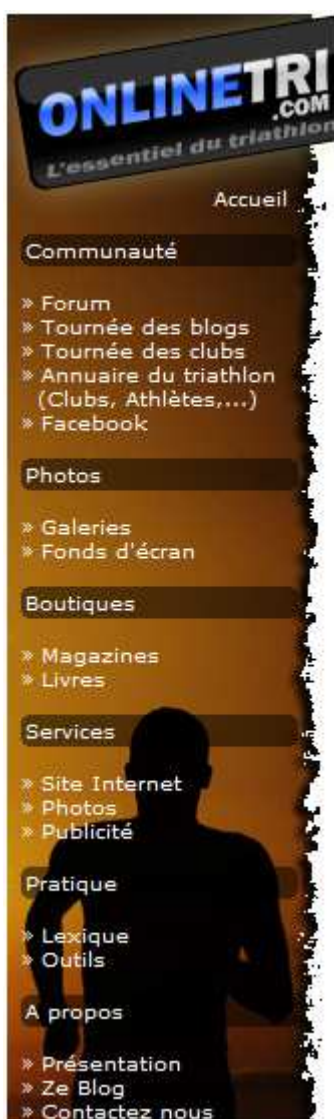 ONLINETRI
.COM
L'essentiel du triathlon
Accueil
Communauté
» Forum
» Tournée des blogs
» Tournée des clubs
» Annuaire du triathlon
(Clubs, Athlètes,...)
» Facebook
Photos
» Galeries
» Fonds d'écran
Boutiques
» Magazines
» Livres
Services
» Site Internet
» Photos
» Publicité
Pratique
» Lexique
» Outils
A propos
» Présentation
» Ze Blog
» Contactez nous